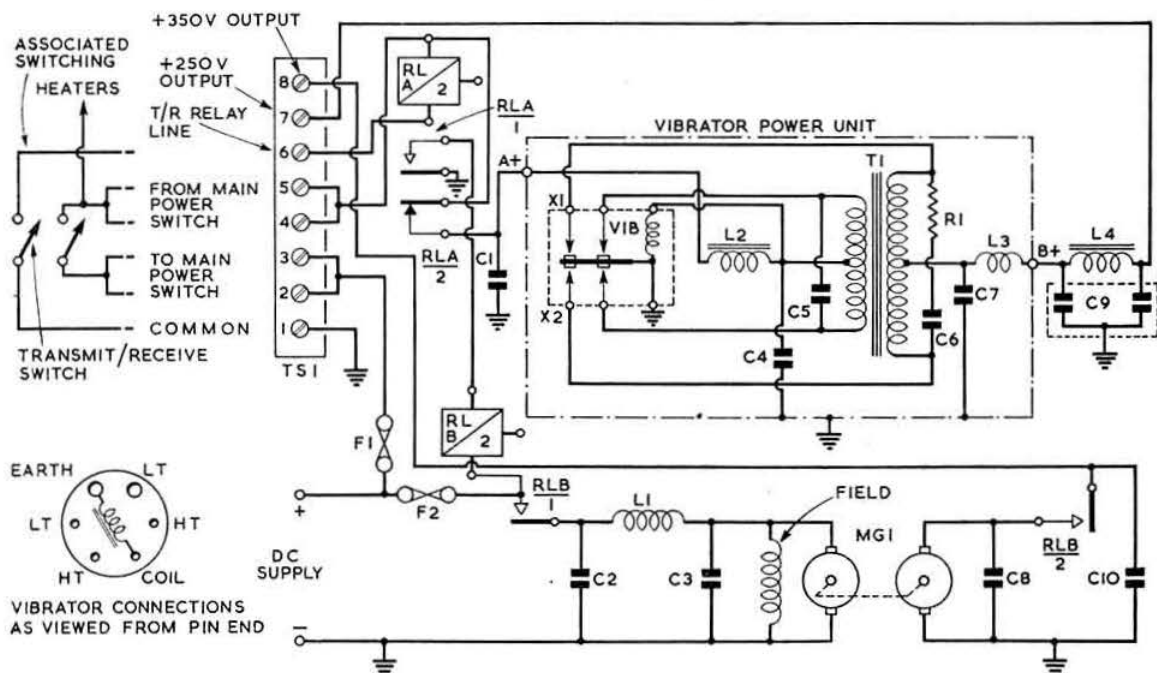 +350V OUTPUT
ASSOCIATED
SWITCHING
HEATERS
+250V
OUTPUT
T/R RELAY
LINE
8
7
6
5
4
3
2
1
TS1
FROM MAIN
POWER
SWITCH
TO MAIN
POWER
SWITCH
COMMON
TRANSMIT/RECEIVE
SWITCH
RL
A
2
RLA
1
RLA
2
C1
A+
VIBRATOR POWER UNIT
X1
X2
VIB
L2
C5
C4
T1
R1
C6
L3
C7
B+
L4
C9
RL
B
2
F1
F2
+
DC
SUPPLY
−
RLB
1
L1
C2
C3
FIELD
MG1
C8
RLB
2
C10
EARTH
LT
LT
HT
HT
COIL
VIBRATOR CONNECTIONS
AS VIEWED FROM PIN END